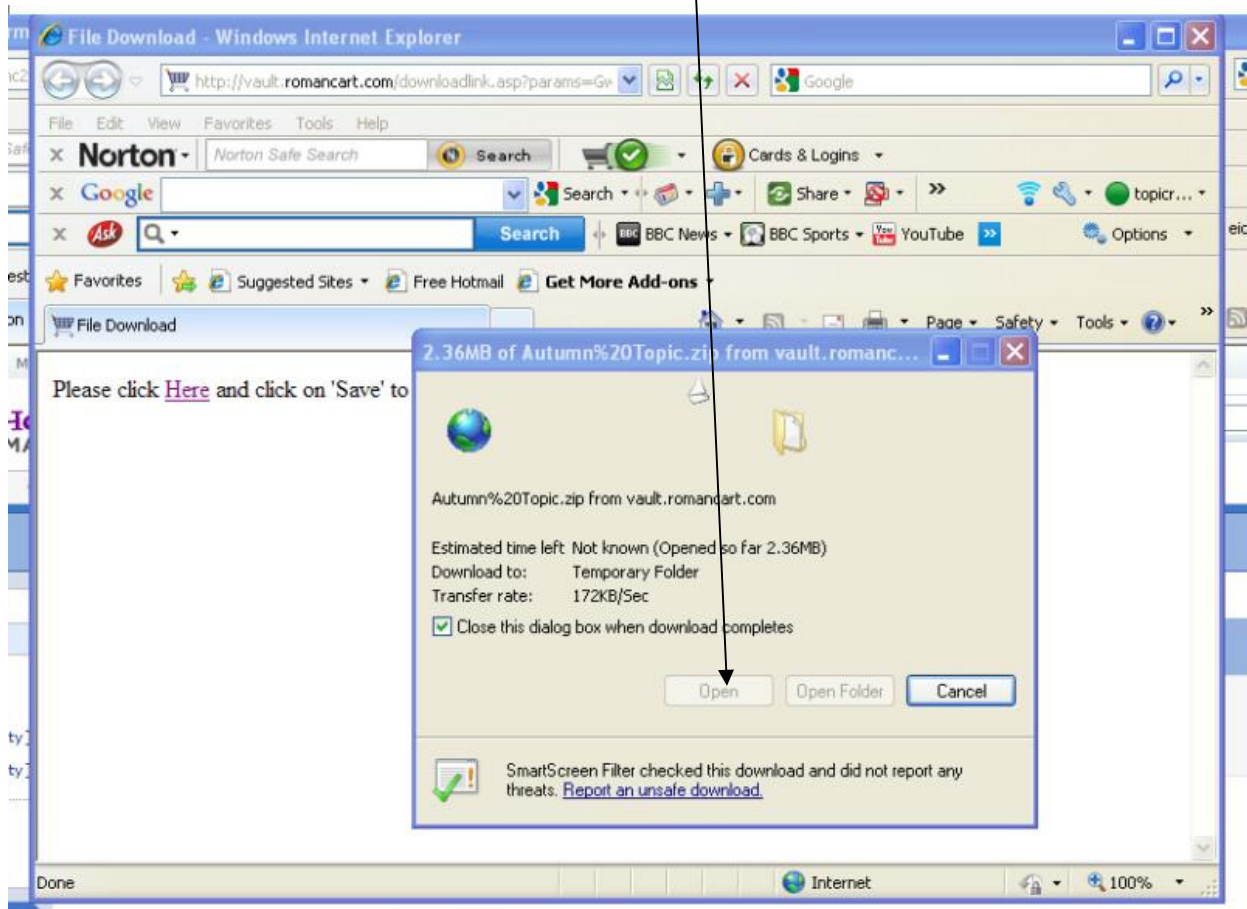 File Download - Windows Internet Explorer
http://vault.romancart.com/downloadlink.asp?params=Gw
Google
File Edit View Favorites Tools Help
Norton
Norton Safe Search
Search
Cards & Logins
Google
Search
Share
»
topicr...
Ask
Search
BBC BBC News
BBC Sports
You Tube YouTube
»
Options
Favorites
Suggested Sites
Free Hotmail
Get More Add-ons
File Download
Page
Safety
Tools
»
Please click Here and click on 'Save' to
2.36MB of Autumn%20Topic.zip from vault.romanc...
Autumn%20Topic.zip from vault.romancart.com
Estimated time left Not known (Opened so far 2.36MB)
Download to: Temporary Folder
Transfer rate: 172KB/Sec
Close this dialog box when download completes
Open
Open Folder
Cancel
SmartScreen Filter checked this download and did not report any
threats. Report an unsafe download.
Done
Internet
100%